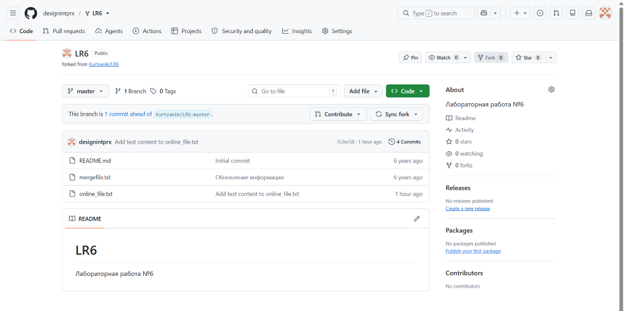 designintprx / LR6
Type / to search
Code Pull requests Agents Actions Projects Security and quality Insights Settings
LR6 Public
forked from Kurtyanik/LR6
Pin Watch 0 Fork 0 Star 0
master 1 Branch 0 Tags Go to file t Add file Code
This branch is 1 commit ahead of Kurtyanik/LR6:master.
Contribute Sync fork
designintprx Add test content to online_file.txt · 1 hour ago 4 Commits
README.md Initial commit 6 years ago
mergefile.txt Обновление информации 6 years ago
online_file.txt Add test content to online_file.txt 1 hour ago
README
LR6
Лабораторная работа №6
About
Лабораторная работа №6
Readme
Activity
0 stars
0 watching
0 forks
Releases
No releases published
Create a new release
Packages
No packages published
Publish your first package
Contributors
No contributors